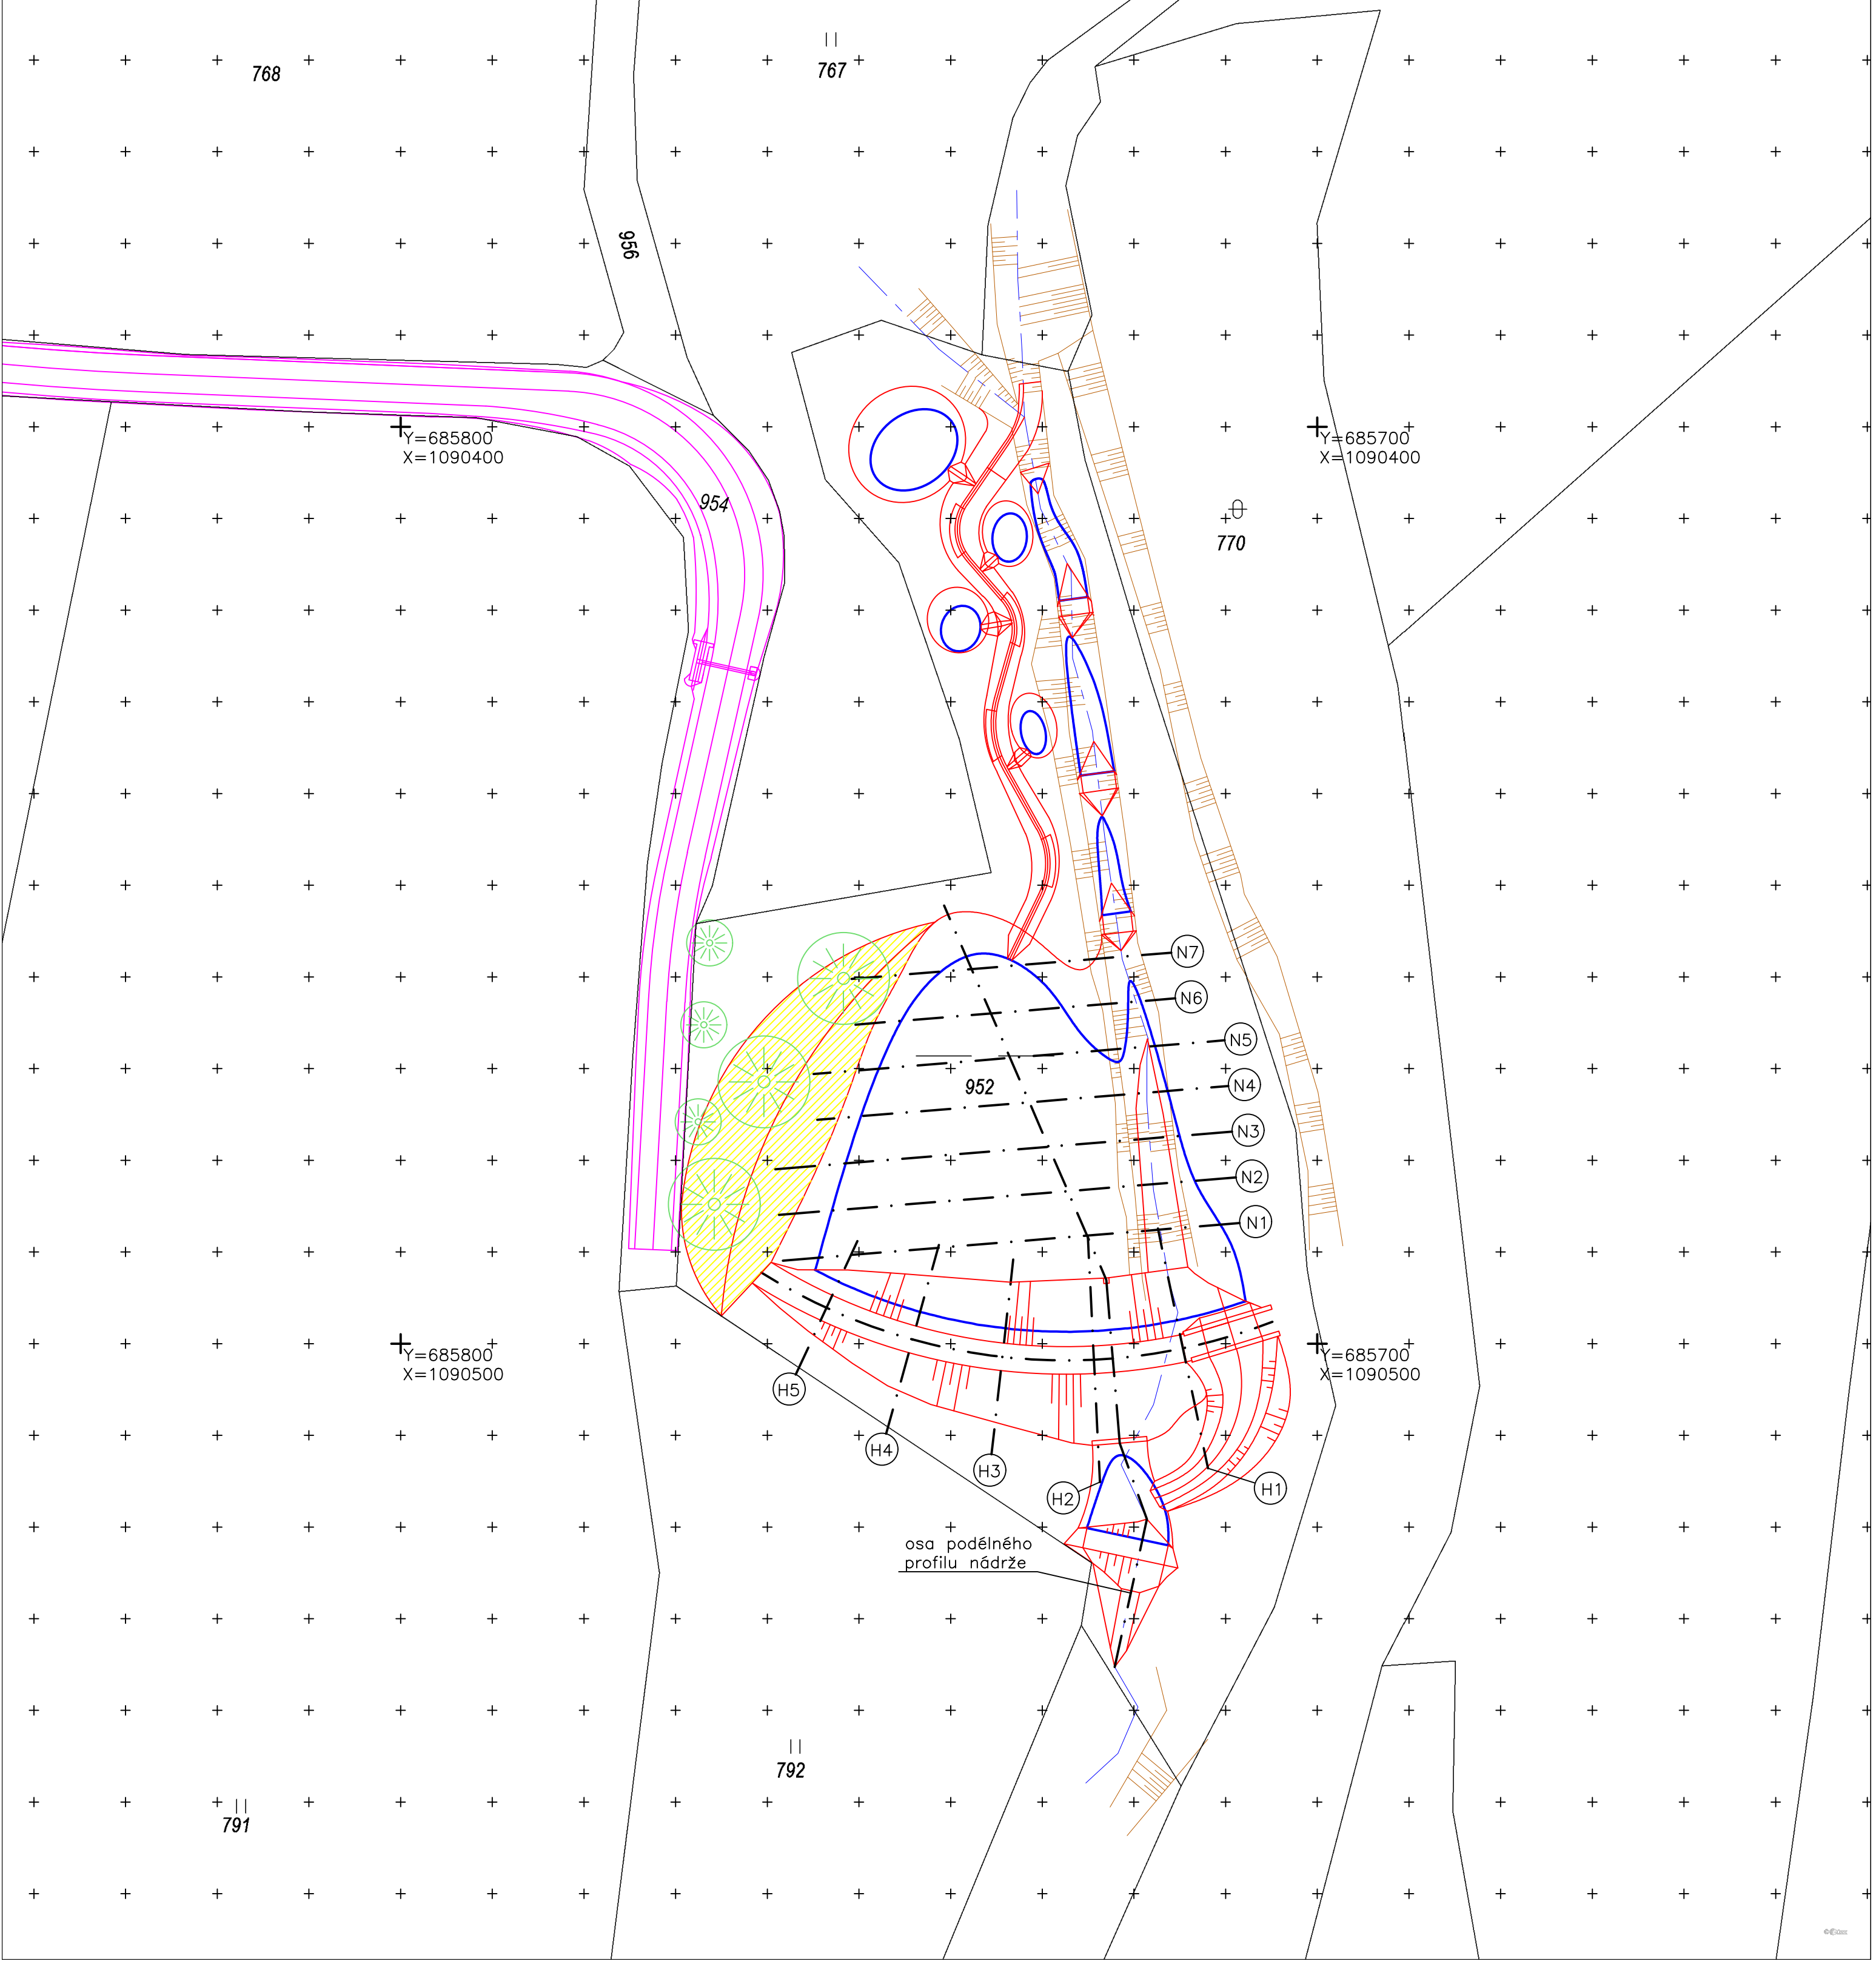 768
767
956
Y=685800
X=1090400
Y=685700
X=1090400
954
770
N7
N6
N5
N4
952
N3
N2
N1
Y=685800
X=1090500
Y=685700
X=1090500
H5
H4
H3
H2
H1
osa podélného
profilu nádrže
792
791